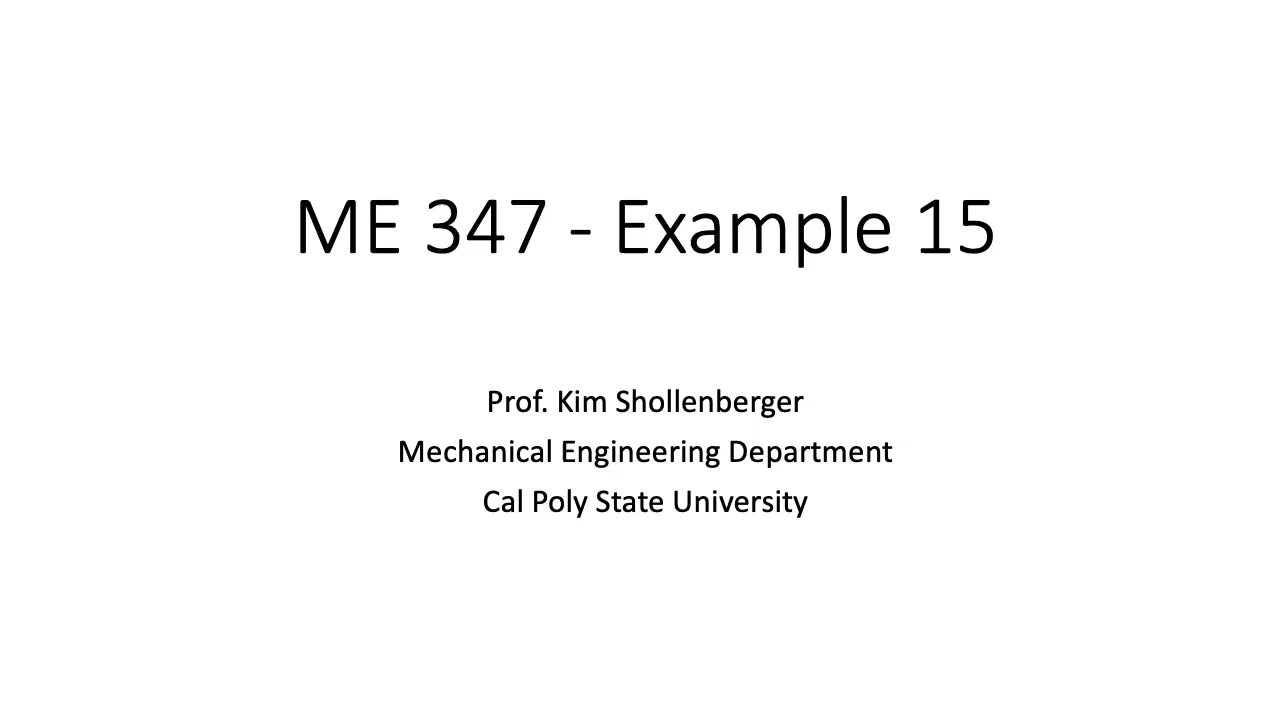 ME 347 - Example 15
Prof. Kim Shollenberger
Mechanical Engineering Department
Cal Poly State University